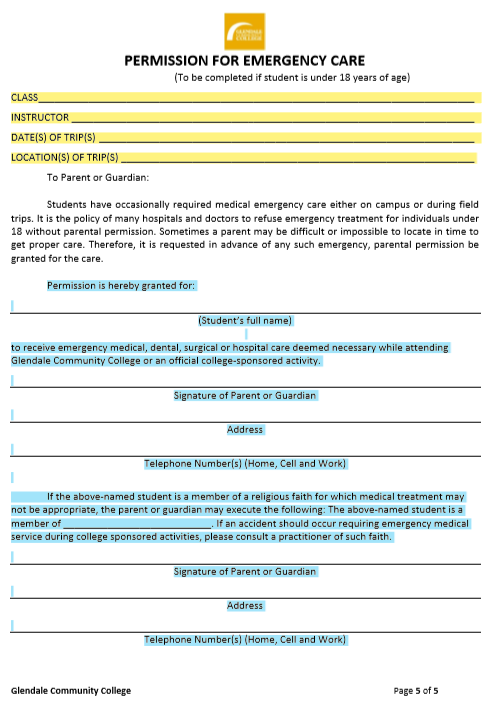 GLENDALE
COLLEGE
PERMISSION FOR EMERGENCY CARE
(To be completed if student is under 18 years of age)
CLASS
INSTRUCTOR
DATE(S) OF TRIP(S)
LOCATION(S) OF TRIP(S)
To Parent or Guardian:
Students have occasionally required medical emergency care either on campus or during field
trips. It is the policy of many hospitals and doctors to refuse emergency treatment for individuals under
18 without parental permission. Sometimes a parent may be difficult or impossible to locate in time to
get proper care. Therefore, it is requested in advance of any such emergency, parental permission be
granted for the care.
Permission is hereby granted for:
(Student's full name)
to receive emergency medical, dental, surgical or hospital care deemed necessary while attending
Glendale Community College or an official college-sponsored activity.
Signature of Parent or Guardian
Address
Telephone Number(s) (Home, Cell and Work)
If the above-named student is a member of a religious faith for which medical treatment may
not be appropriate, the parent or guardian may execute the following: The above-named student is a
member of ____________________________. If an accident should occur requiring emergency medical
service during college sponsored activities, please consult a practitioner of such faith.
Signature of Parent or Guardian
Address
Telephone Number(s) (Home, Cell and Work)
Glendale Community College Page 5 of 5